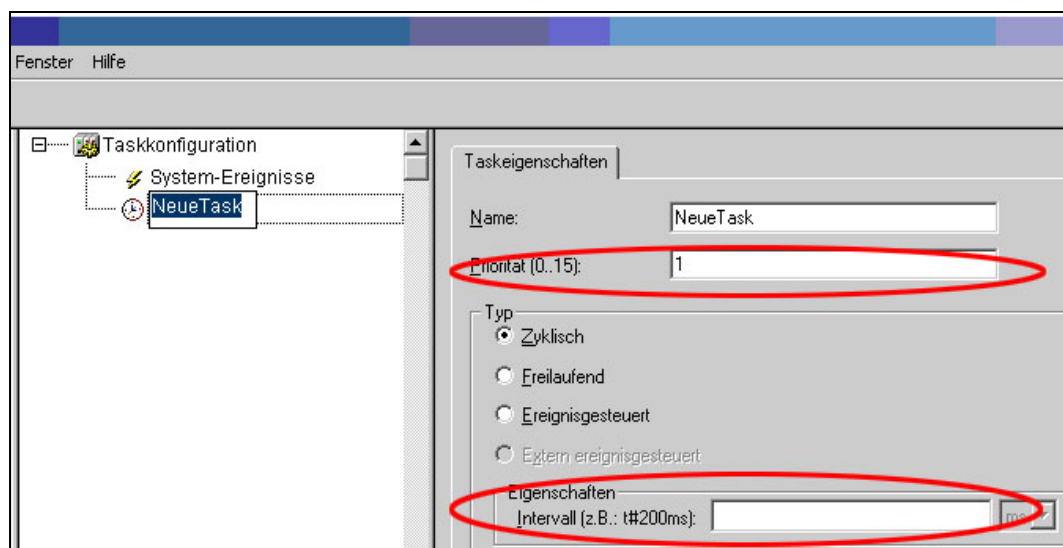 Fenster Hilfe
Taskkonfiguration
System-Ereignisse
NeueTask
Taskeigenschaften
Name: NeueTask
Priorität (0..15): 1
Typ
Zyklisch
Freilaufend
Ereignisgesteuert
Extern ereignisgesteuert
Eigenschaften
Intervall (z.B.: t#200ms): ms